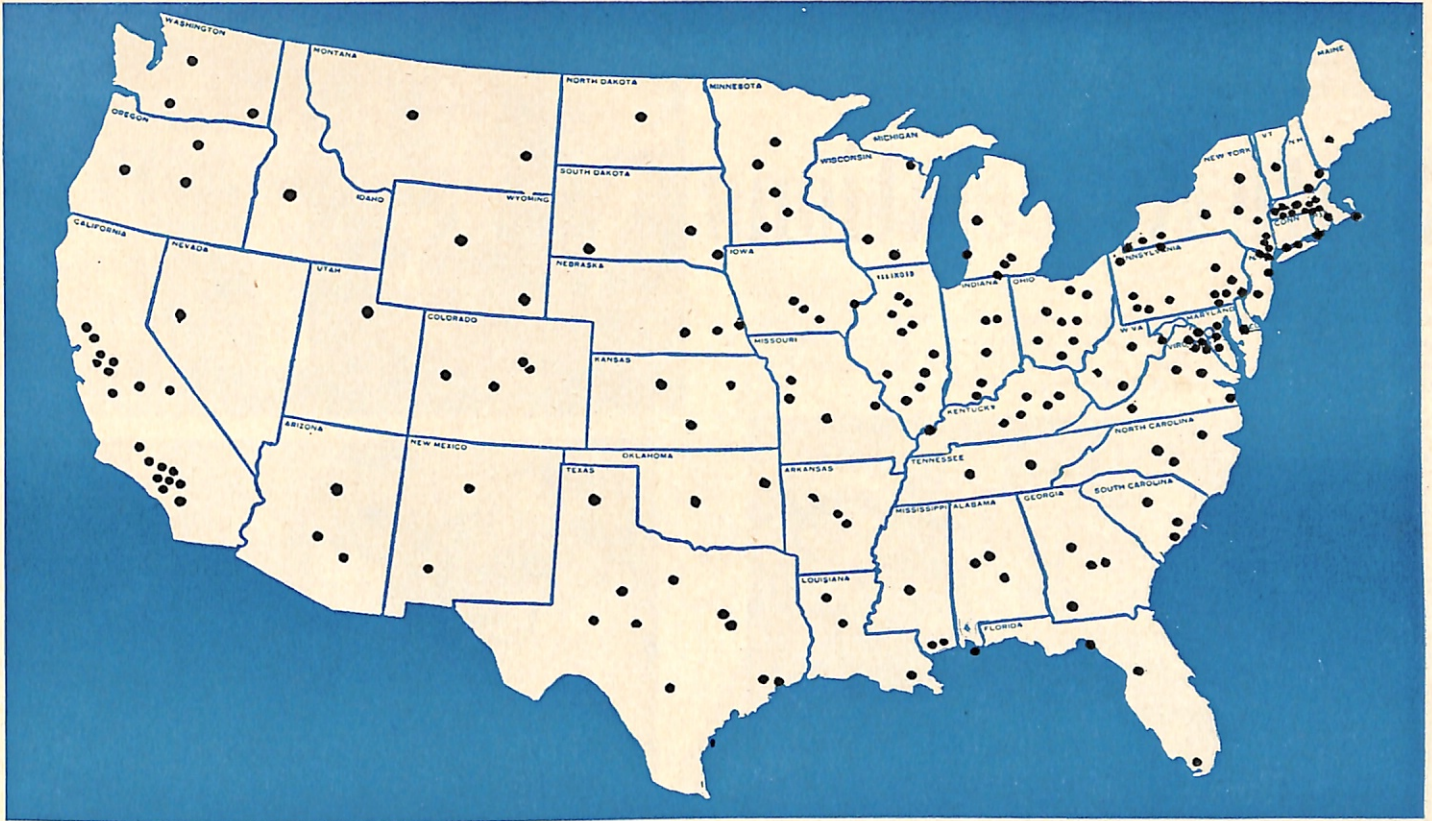 WASHINGTON
MONTANA
NORTH DAKOTA
MINNESOTA
MAINE
OREGON
VT
N H
MICHIGAN
WISCONSIN
NEW YORK
SOUTH DAKOTA
IDAHO
WYOMING
CALIFORNIA
NEVADA
CONN
IOWA
NNSYLVANIA
UTAH
NEBRASKA
ILLINOIS
INDIANA
OHIO
COLORADO
MARYLAND
W VA
MISSOURI
KANSAS
KENTUCKY
ARIZONA
NEW MEXICO
NORTH CAROLINA
OKLAHOMA
TEXAS
ARKANSAS
TENNESSEE
SOUTH CAROLINA
GEORGIA
MISSISSIPPI
ALABAMA
LOUISIANA
FLORIDA